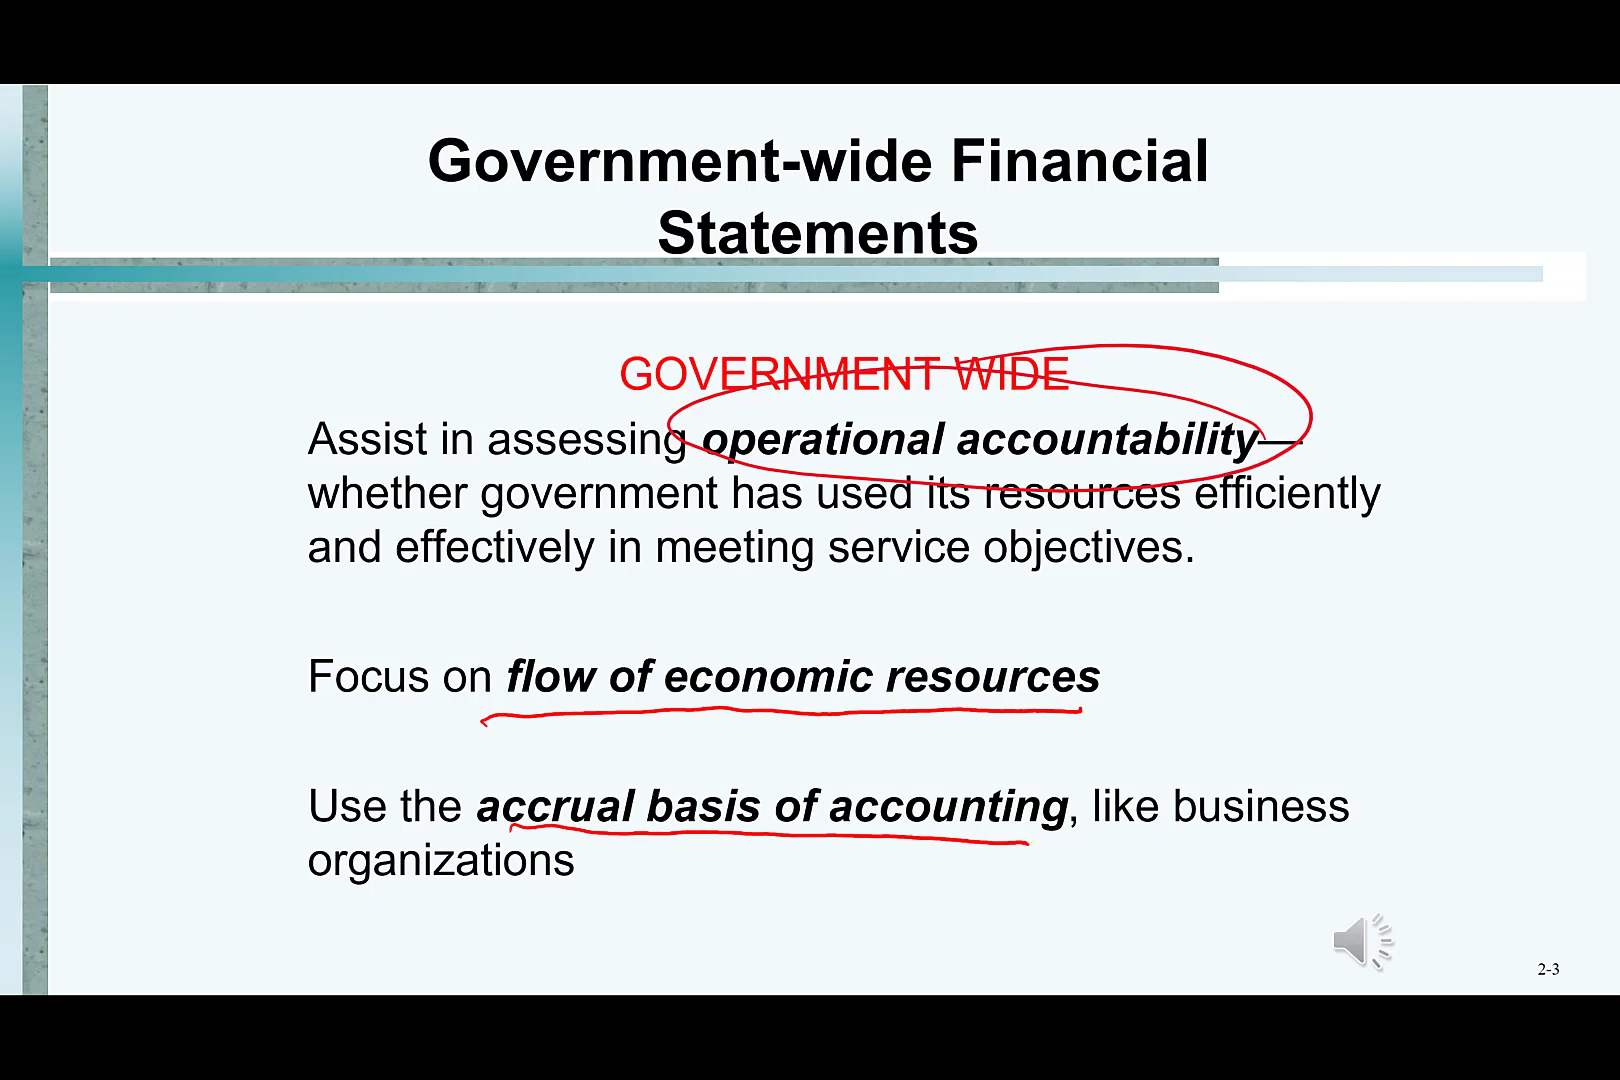 Government-wide Financial
Statements
GOVERNMENT WIDE
Assist in assessing operational accountability—
whether government has used its resources efficiently
and effectively in meeting service objectives.
Focus on flow of economic resources
Use the accrual basis of accounting, like business
organizations
2-3